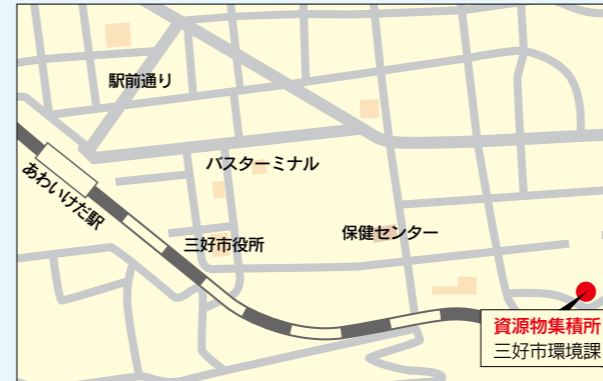 駅前通り
バスターミナル
あわいけだ駅
三好市役所
保健センター
資源物集積所
三好市環境課